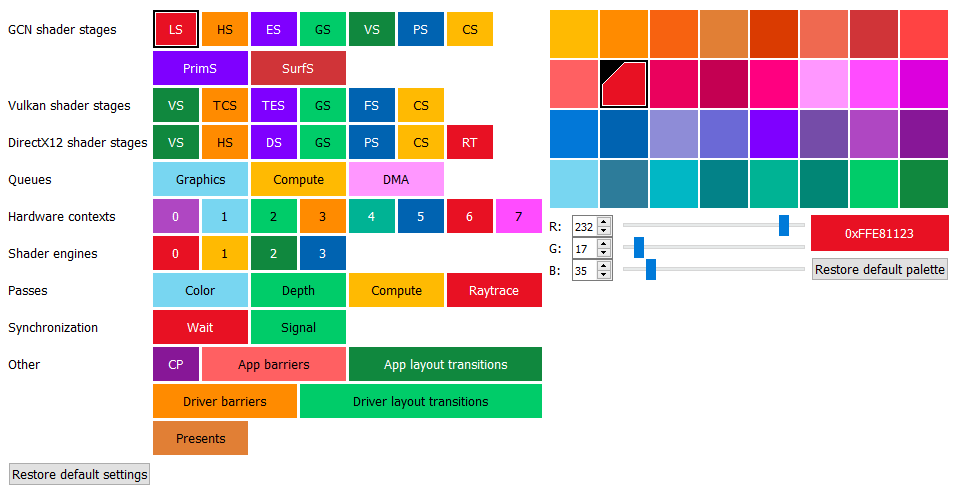 GCN shader stages LS HS ES GS VS PS CS
PrimS SurfS
Vulkan shader stages VS TCS TES GS FS CS
DirectX12 shader stages VS HS DS GS PS CS RT
Queues Graphics Compute DMA
Hardware contexts 0 1 2 3 4 5 6 7
Shader engines 0 1 2 3
Passes Color Depth Compute Raytrace
Synchronization Wait Signal
Other CP App barriers App layout transitions
Driver barriers Driver layout transitions
Presents
Restore default settings
R: 232
G: 17
B: 35
0xFFE81123
Restore default palette